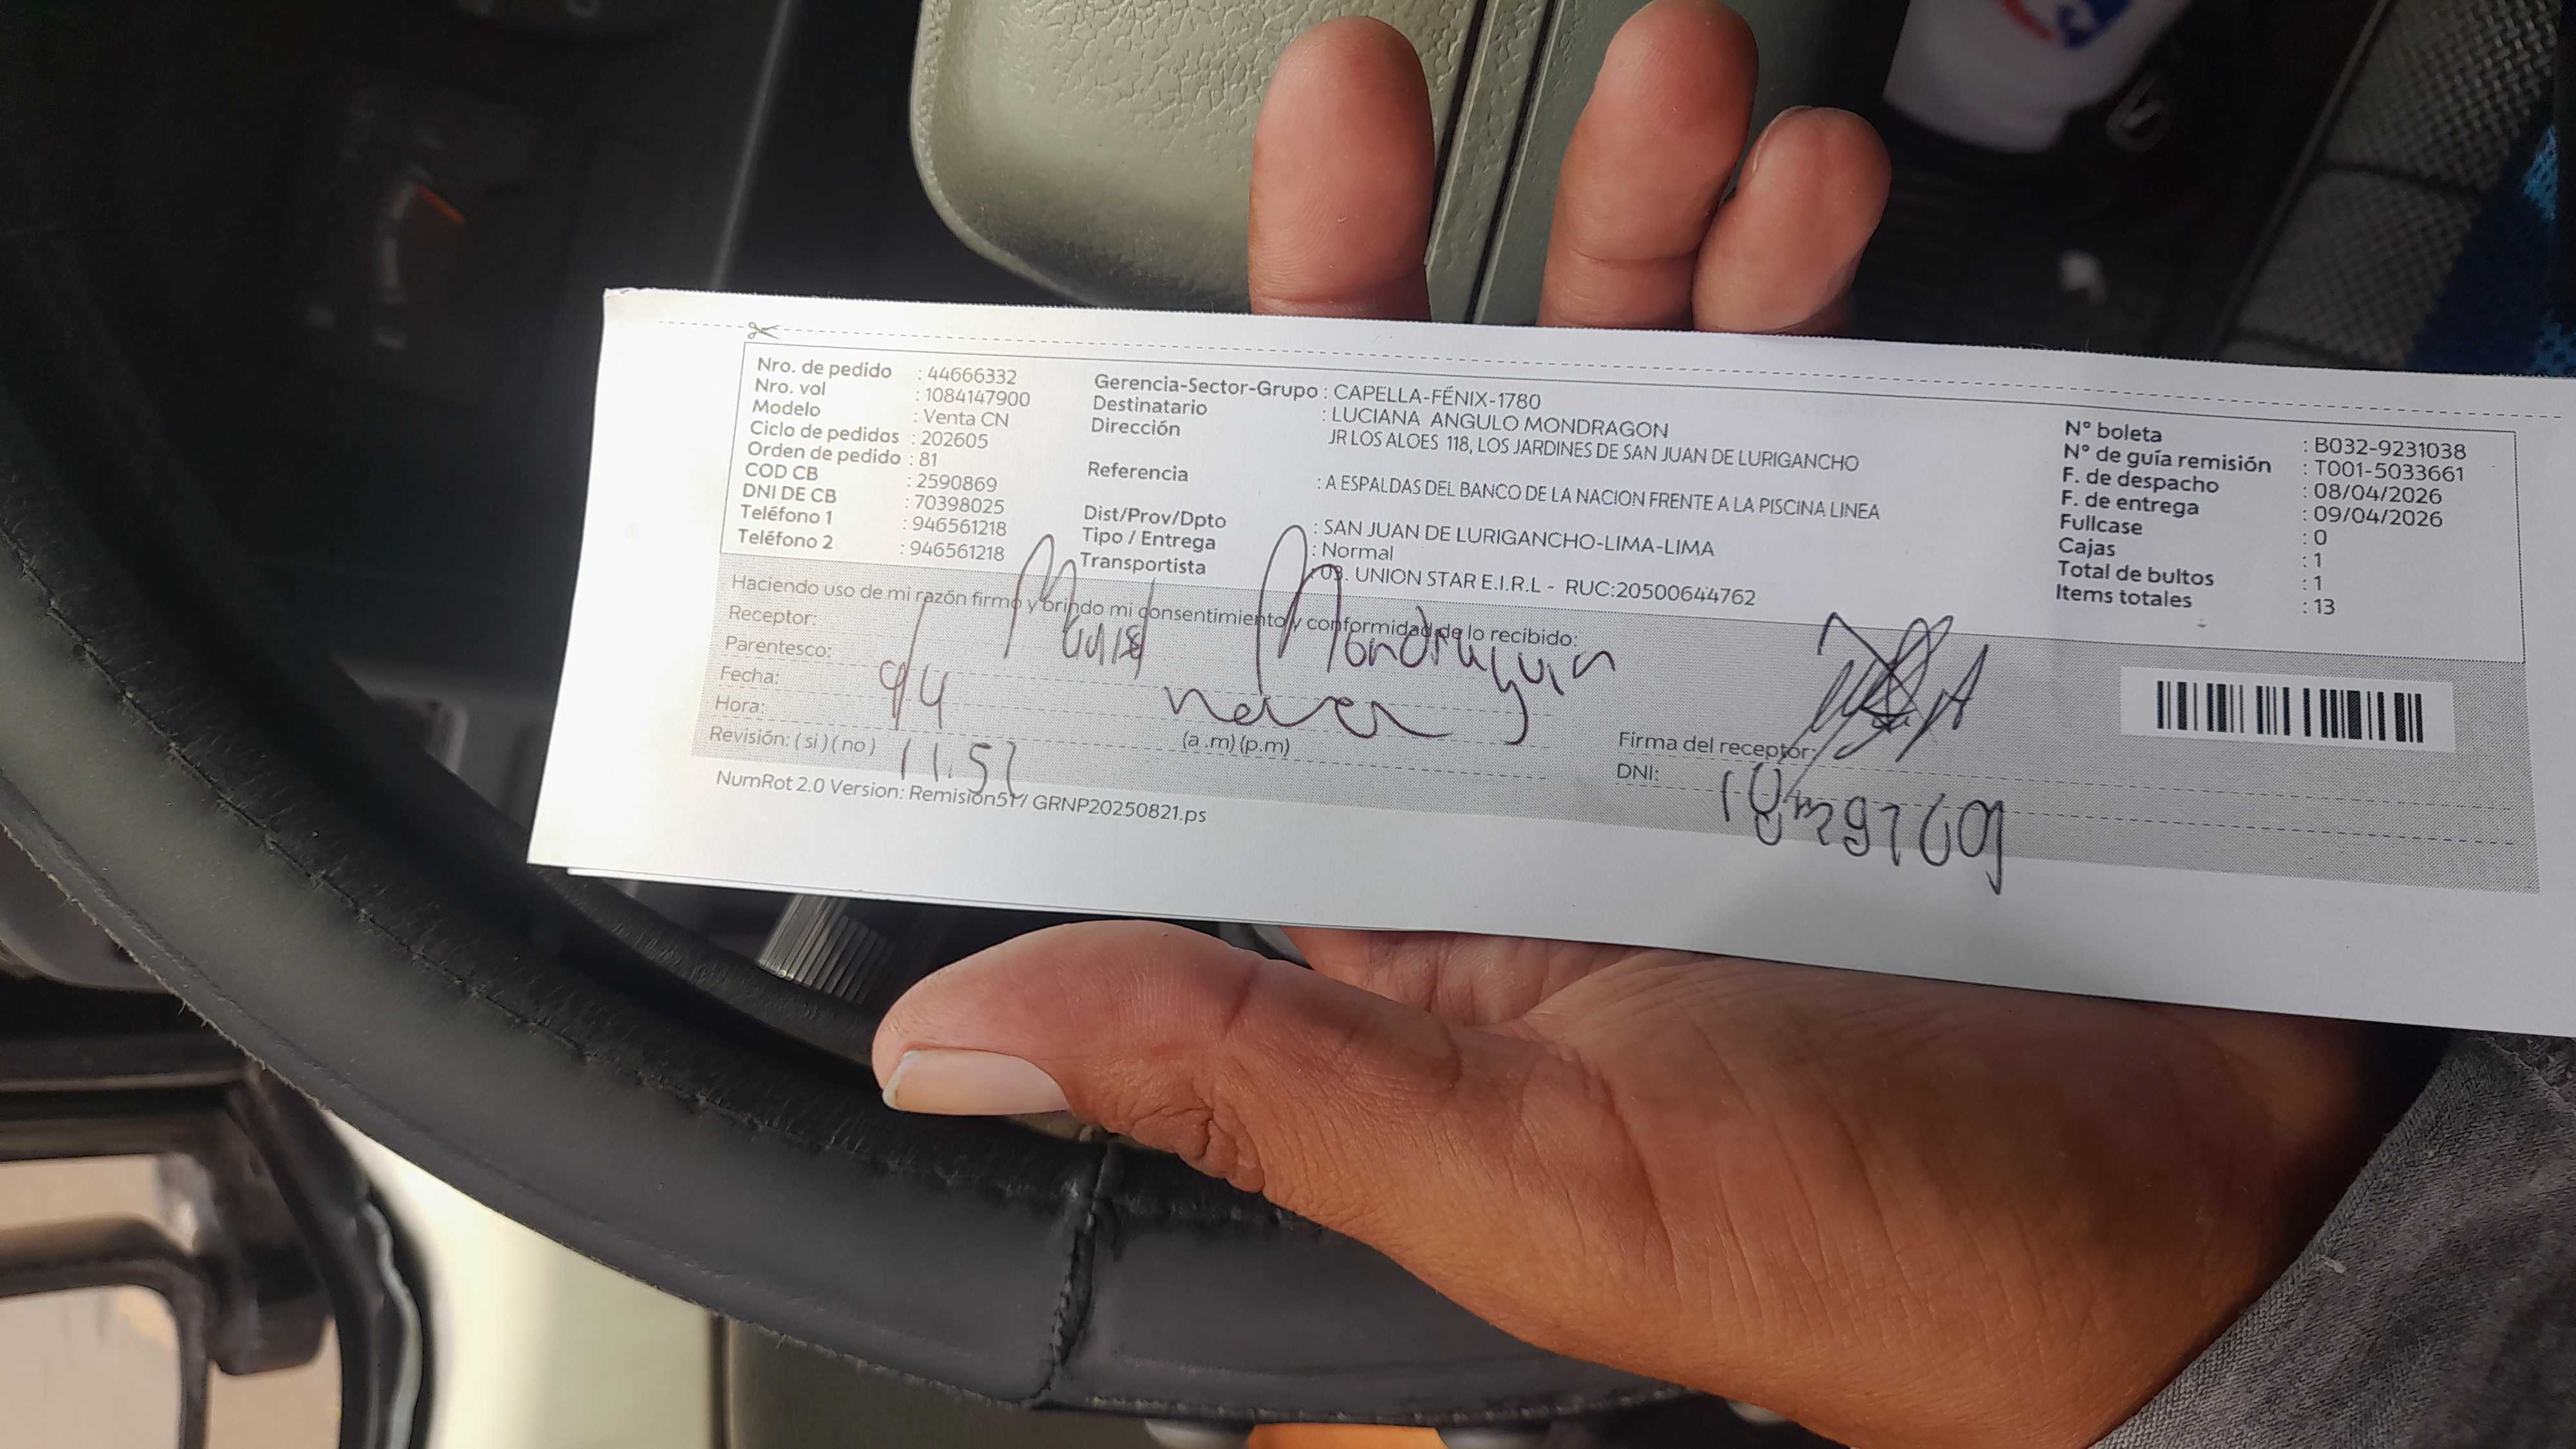 Nro. de pedido : 44666332
Nro. vol : 1084147900
Modelo : Venta CN
Ciclo de pedidos : 202605
Orden de pedido : 81
COD CB : 2590869
DNI DE CB : 70398025
Teléfono 1 : 946561218
Teléfono 2 : 946561218
Gerencia-Sector-Grupo : CAPELLA-FÉNIX-1780
Destinatario : LUCIANA ANGULO MONDRAGON
Dirección JR LOS ALOES 118, LOS JARDINES DE SAN JUAN DE LURIGANCHO
Referencia : A ESPALDAS DEL BANCO DE LA NACION FRENTE A LA PISCINA LINEA
Dist/Prov/Dpto : SAN JUAN DE LURIGANCHO-LIMA-LIMA
Tipo / Entrega : Normal
Transportista : 03. UNION STAR E.I.R.L - RUC:20500644762
N° boleta : B032-9231038
N° de guía remisión : T001-5033661
F. de despacho : 08/04/2026
F. de entrega : 09/04/2026
Fullcase : 0
Cajas : 1
Total de bultos : 1
Items totales : 13
Haciendo uso de mi razón firmo y brindo mi consentimiento y conformidad de lo recibido:
Receptor:
Parentesco:
Fecha: 9/4
Hora: (a .m) (p.m)
Revisión: ( si ) ( no ) 11.52
Firma del receptor:
DNI:
NumRot 2.0 Version: Remision51 / GRNP20250821.ps